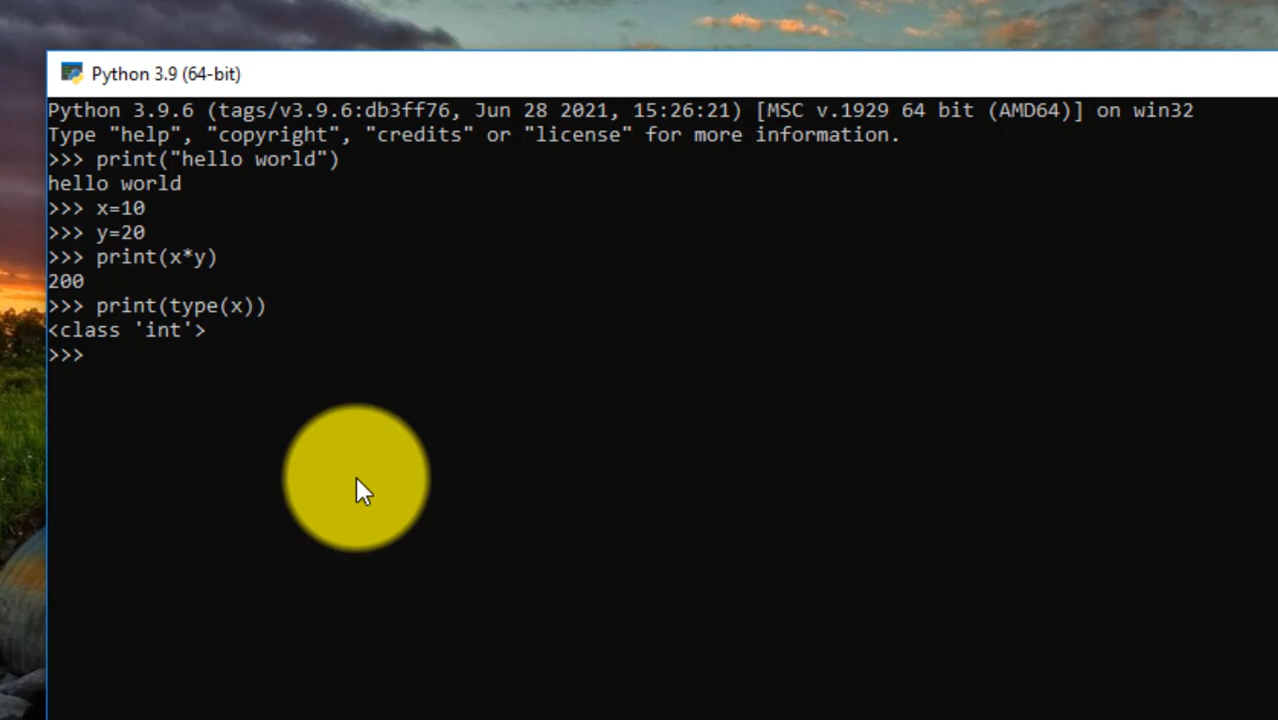 Python 3.9 (64-bit)
Python 3.9.6 (tags/v3.9.6:db3ff76, Jun 28 2021, 15:26:21) [MSC v.1929 64 bit (AMD64)] on win32
Type "help", "copyright", "credits" or "license" for more information.
>>> print("hello world")
hello world
>>> x=10
>>> y=20
>>> print(x*y)
200
>>> print(type(x))
<class 'int'>
>>>